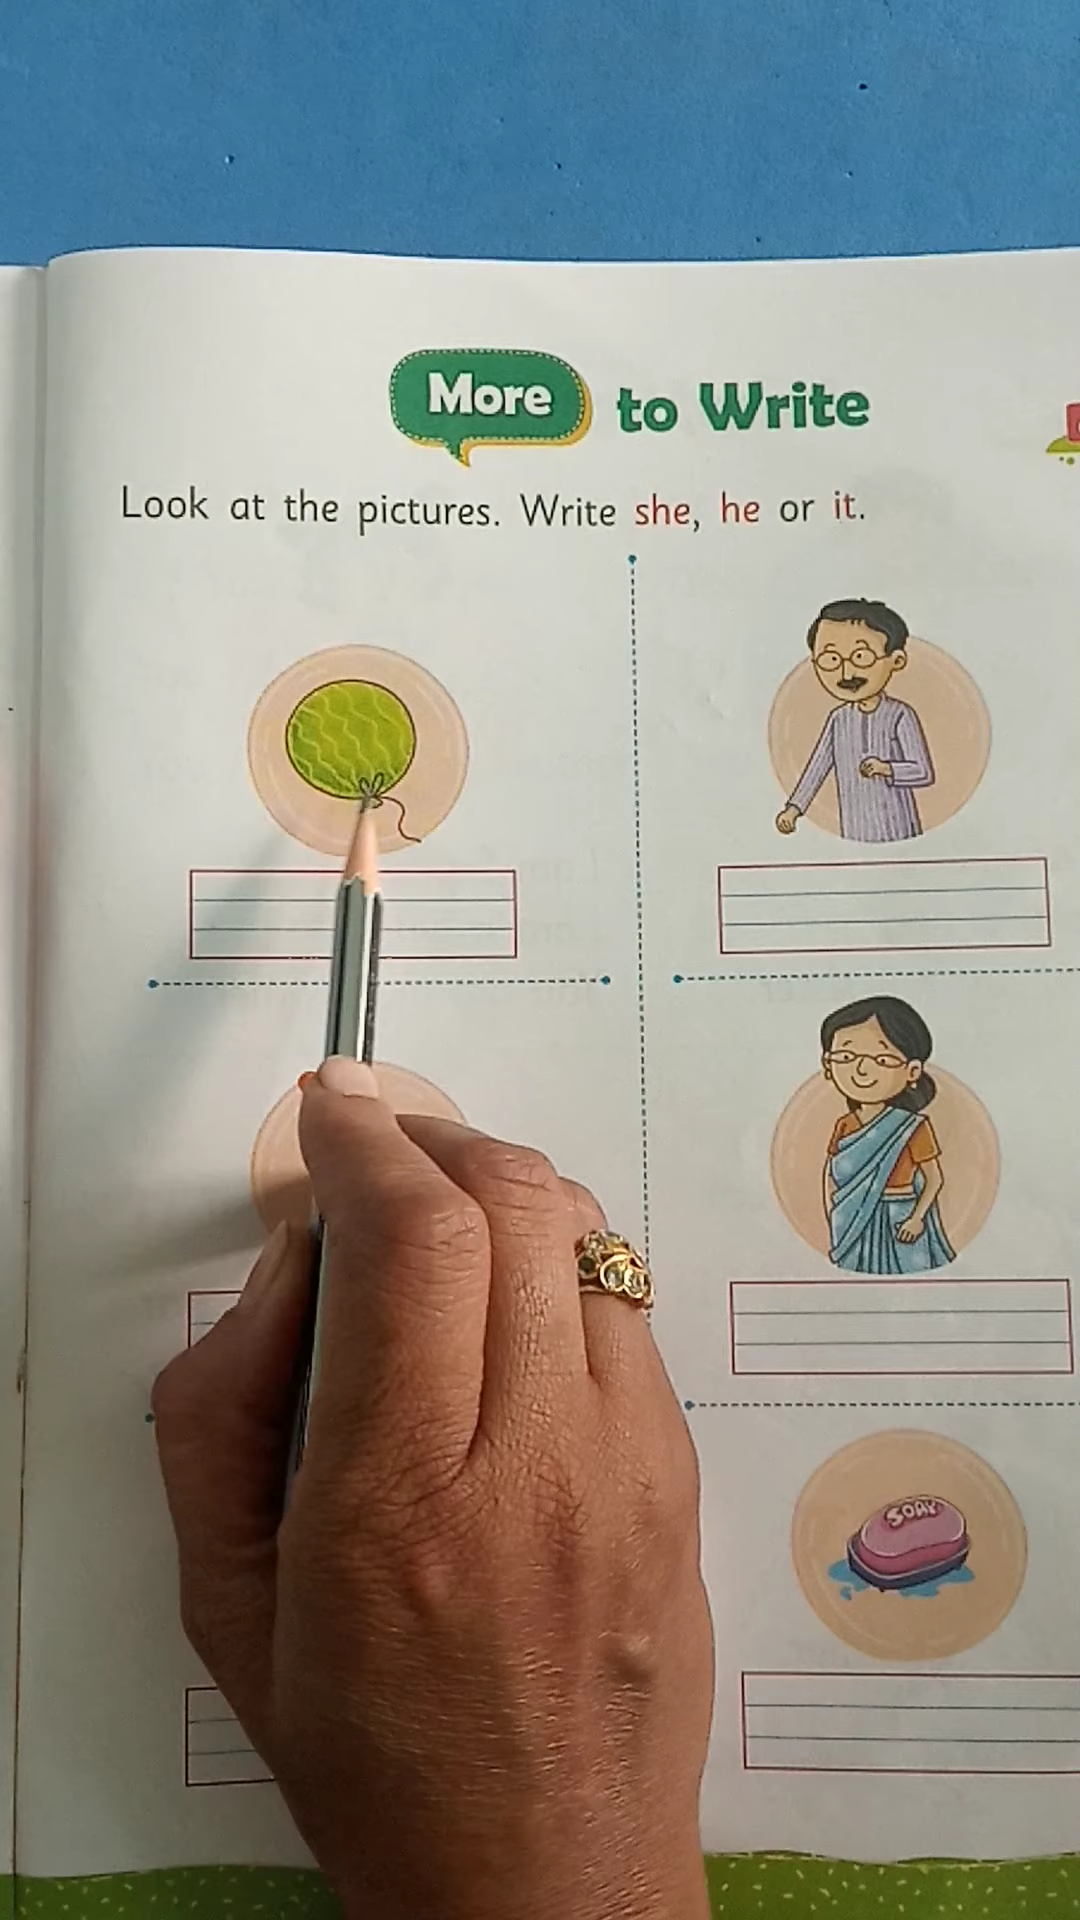 More to Write
Look at the pictures. Write she, he or it.
SOAP